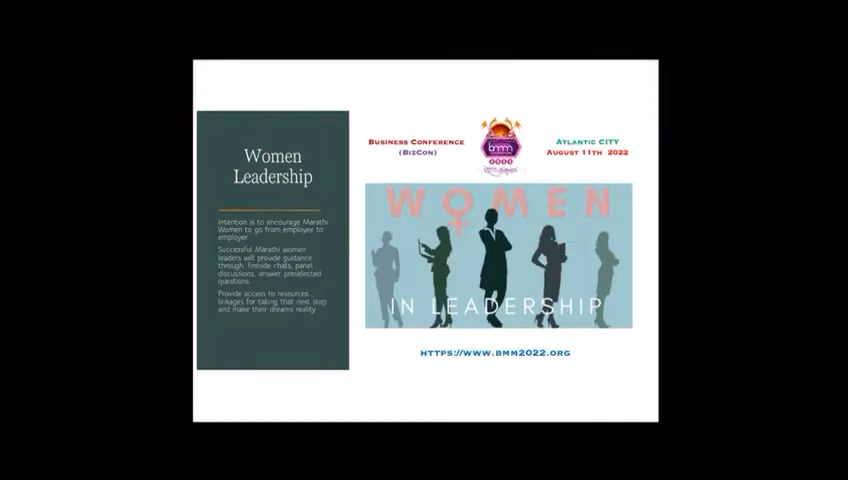 Women
Leadership
Intention is to encourage Marathi
Women to go from employee to
employer
Successful Marathi women
leaders will provide guidance
through fireside chats, panel
discussions, answer preselected
questions
Provide access to resources
linkages for taking that next step
and make their dreams reality
Business Conference
(BizCon)
bmm
2022
Atlantic City
August 11th 2022
WOMEN
IN LEADERSHIP
https://www.bmm2022.org